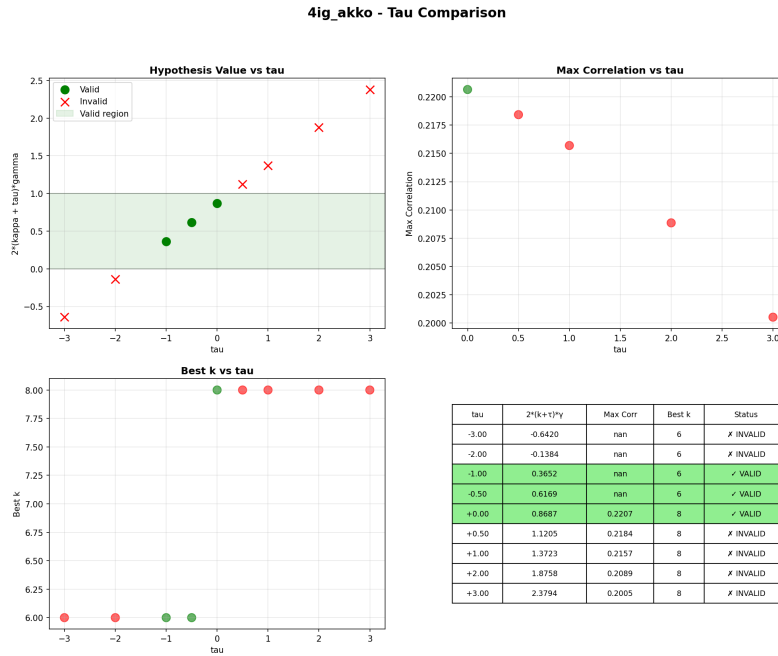 4ig_akko - Tau Comparison
Hypothesis Value vs tau
2.5
2.0
1.5
1.0
0.5
0.0
−0.5
2*(kappa + tau)*gamma
Valid
Invalid
Valid region
−3 −2 −1 0 1 2 3
tau
Max Correlation vs tau
0.2200
0.2175
0.2150
0.2125
0.2100
0.2075
0.2050
0.2025
0.2000
Max Correlation
0.0 0.5 1.0 1.5 2.0 2.5 3.0
tau
Best k vs tau
8.00
7.75
7.50
7.25
7.00
6.75
6.50
6.25
6.00
Best k
−3 −2 −1 0 1 2 3
tau
tau 2*(k+τ)*γ Max Corr Best k Status
-3.00 -0.6420 nan 6 ✗ INVALID
-2.00 -0.1384 nan 6 ✗ INVALID
-1.00 0.3652 nan 6 ✓ VALID
-0.50 0.6169 nan 6 ✓ VALID
+0.00 0.8687 0.2207 8 ✓ VALID
+0.50 1.1205 0.2184 8 ✗ INVALID
+1.00 1.3723 0.2157 8 ✗ INVALID
+2.00 1.8758 0.2089 8 ✗ INVALID
+3.00 2.3794 0.2005 8 ✗ INVALID